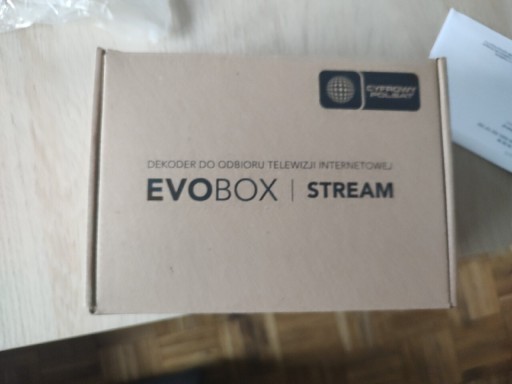 CYFROWY
POLSAT
DEKODER DO ODBIORU TELEWIZJI INTERNETOWEJ
EVOBOX | STREAM